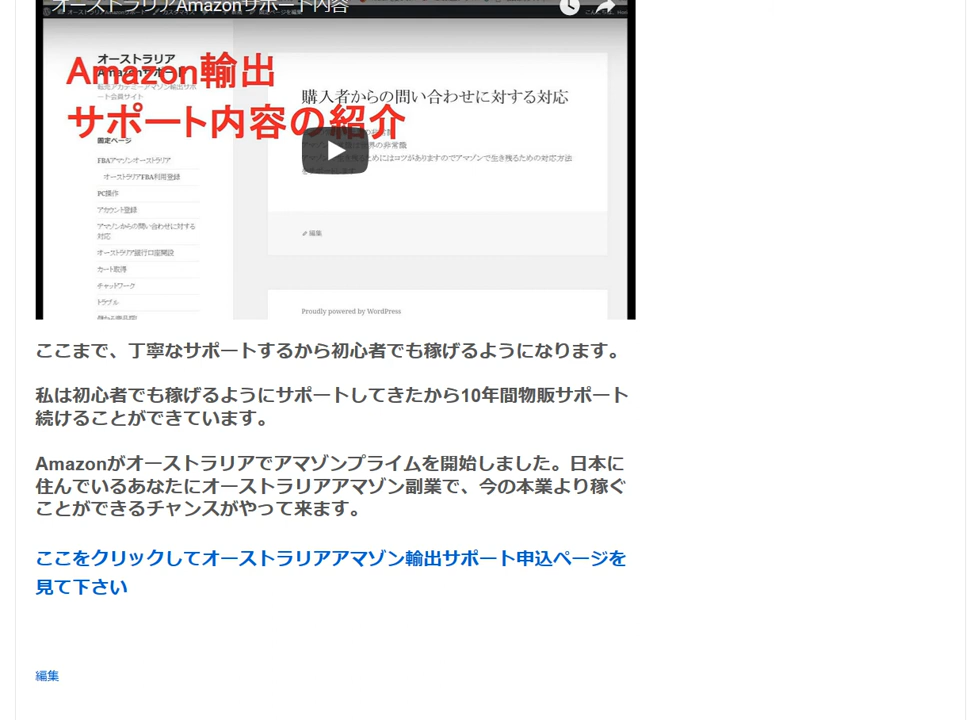 オーストラリアAmazonサポート内容
オーストラリア
Amazonサポート
Amazon輸出
サポート内容の紹介
購入者からの問い合わせに対する対応
固定ページ
FBAアマゾンオーストラリア
オーストラリアFBA利用登録
PC操作
アカウント登録
アマゾンからの問い合わせに対する
対応
オーストラリア銀行口座開設
カート取得
チャットワーク
トラブル
編集
Proudly powered by WordPress
ここまで、丁寧なサポートするから初心者でも稼げるようになります。
私は初心者でも稼げるようにサポートしてきたから10年間物販サポート
続けることができています。
Amazonがオーストラリアでアマゾンプライムを開始しました。日本に
住んでいるあなたにオーストラリアアマゾン副業で、今の本業より稼ぐ
ことができるチャンスがやって来ます。
ここをクリックしてオーストラリアアマゾン輸出サポート申込ページを
見て下さい
編集